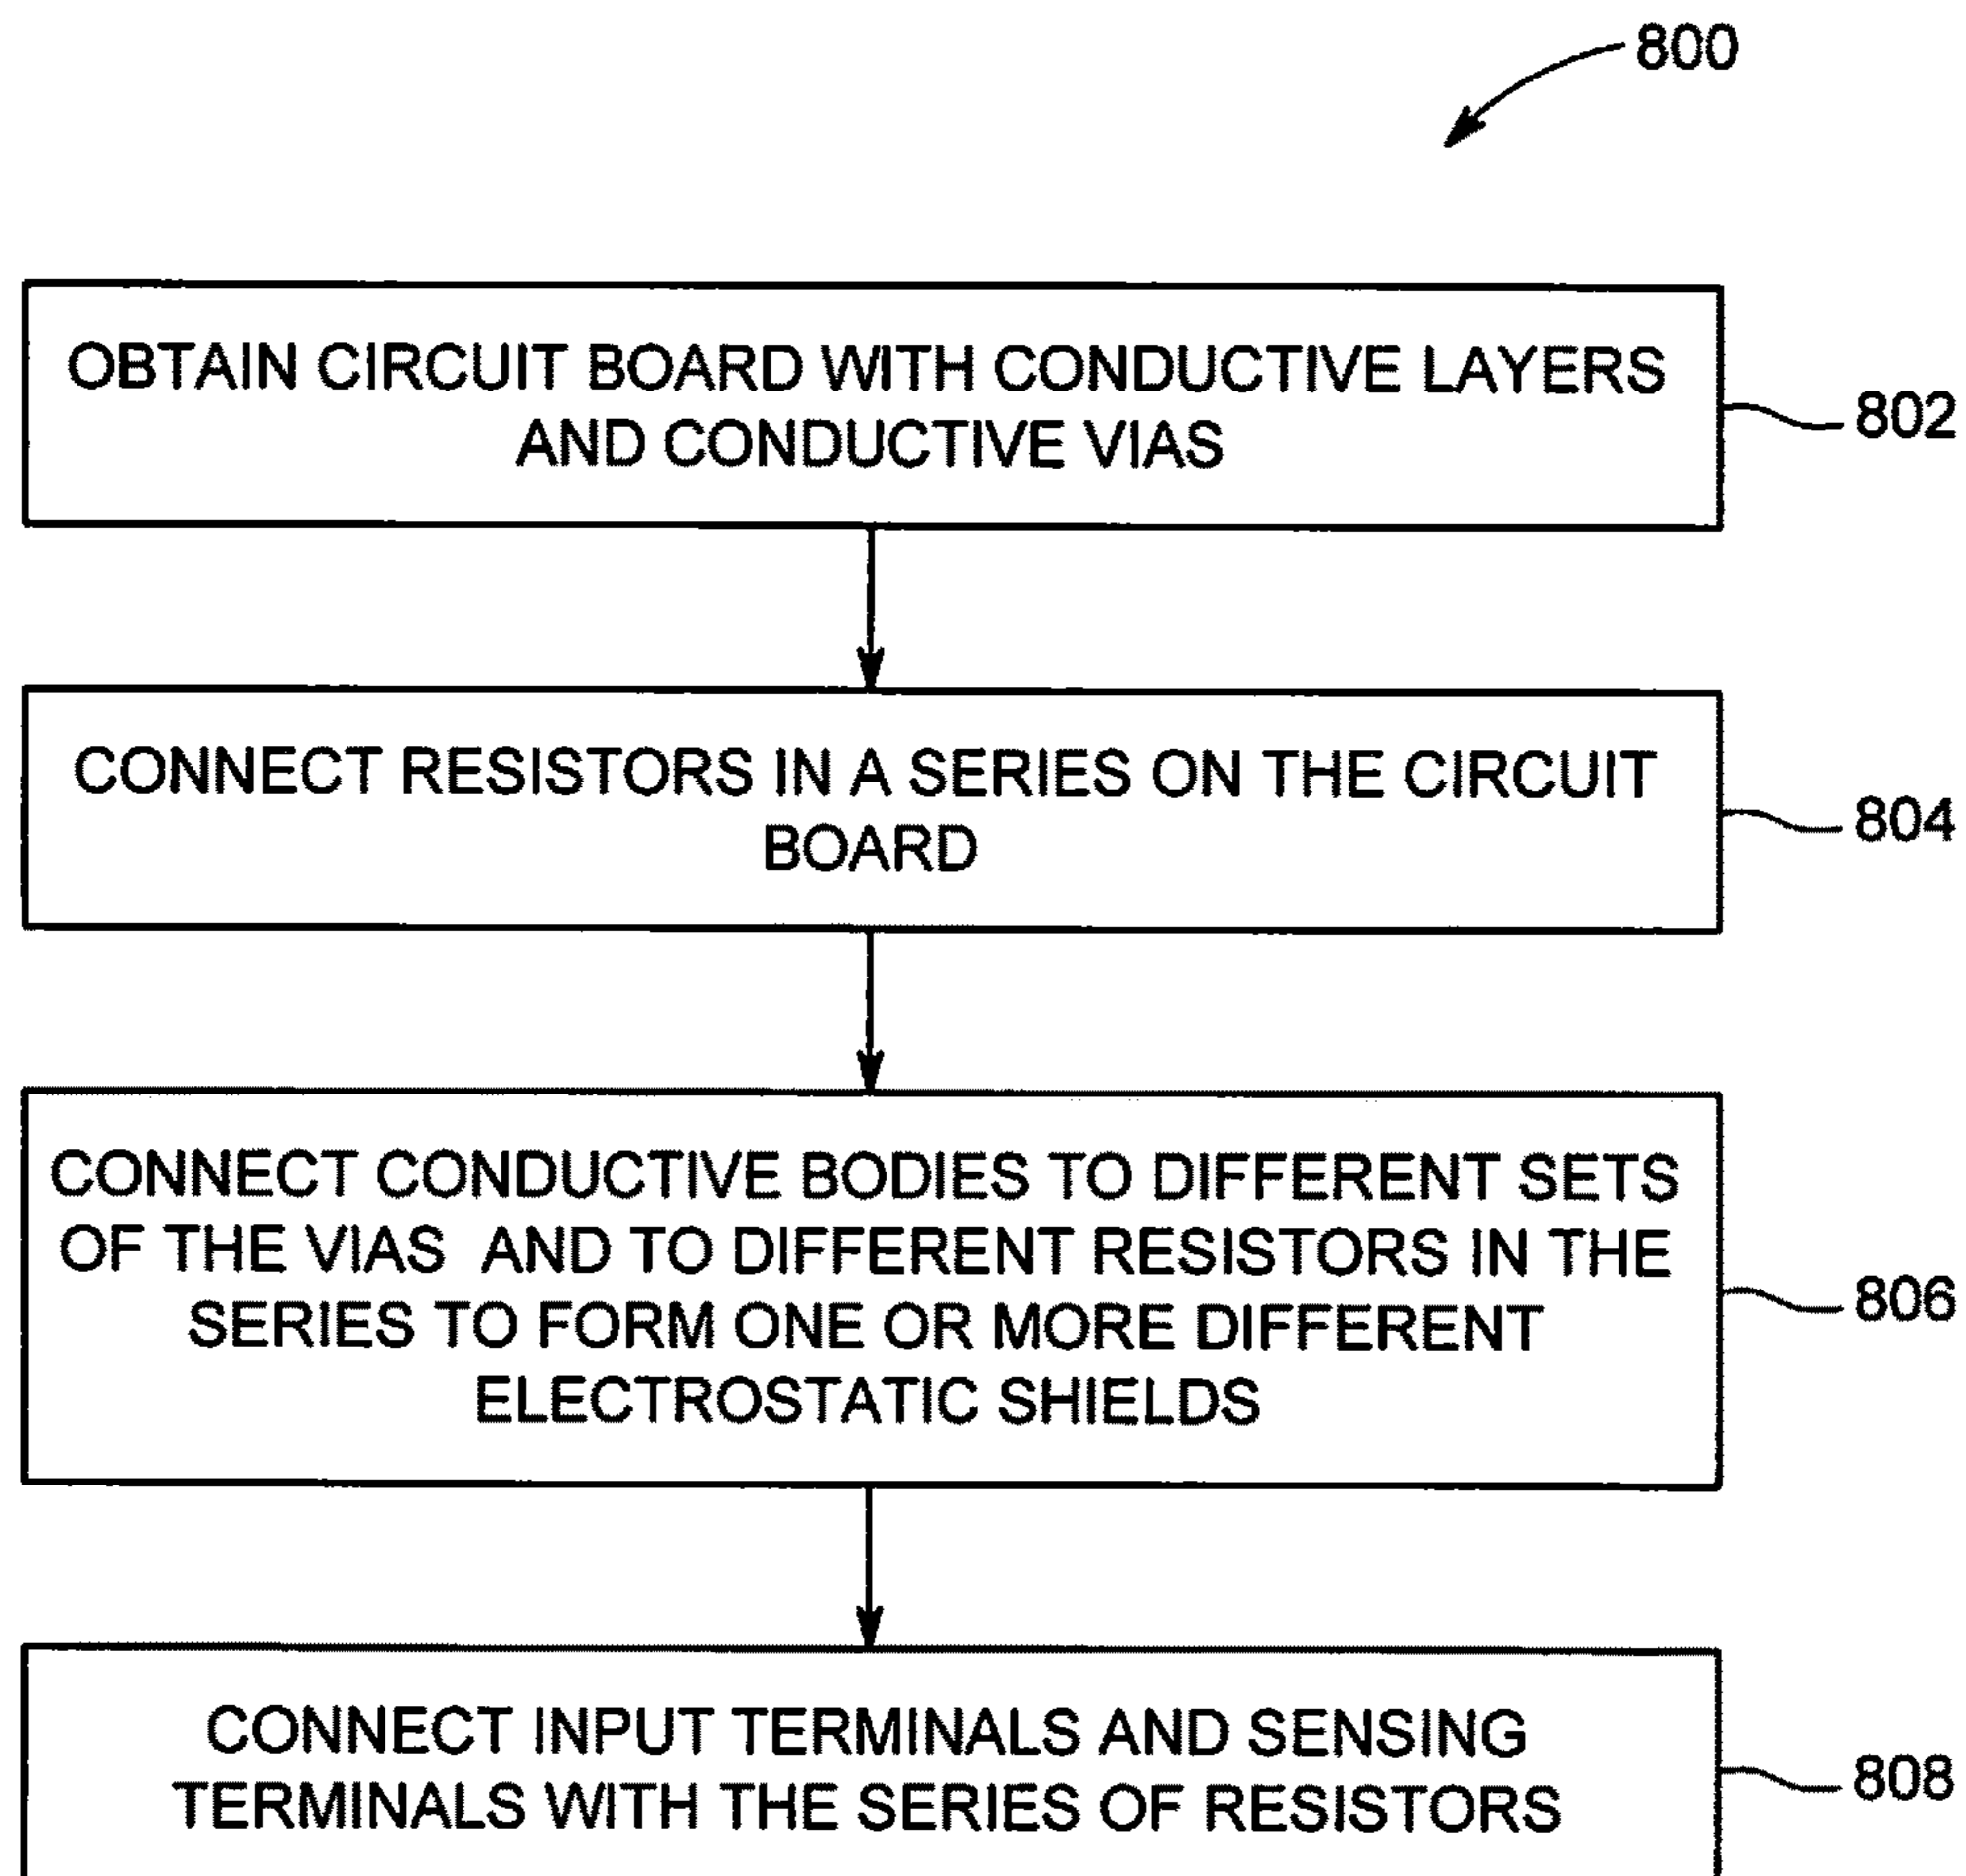 800
OBTAIN CIRCUIT BOARD WITH CONDUCTIVE LAYERS
AND CONDUCTIVE VIAS
802
CONNECT RESISTORS IN A SERIES ON THE CIRCUIT
BOARD
804
CONNECT CONDUCTIVE BODIES TO DIFFERENT SETS
OF THE VIAS AND TO DIFFERENT RESISTORS IN THE
SERIES TO FORM ONE OR MORE DIFFERENT
ELECTROSTATIC SHIELDS
806
CONNECT INPUT TERMINALS AND SENSING
TERMINALS WITH THE SERIES OF RESISTORS
808